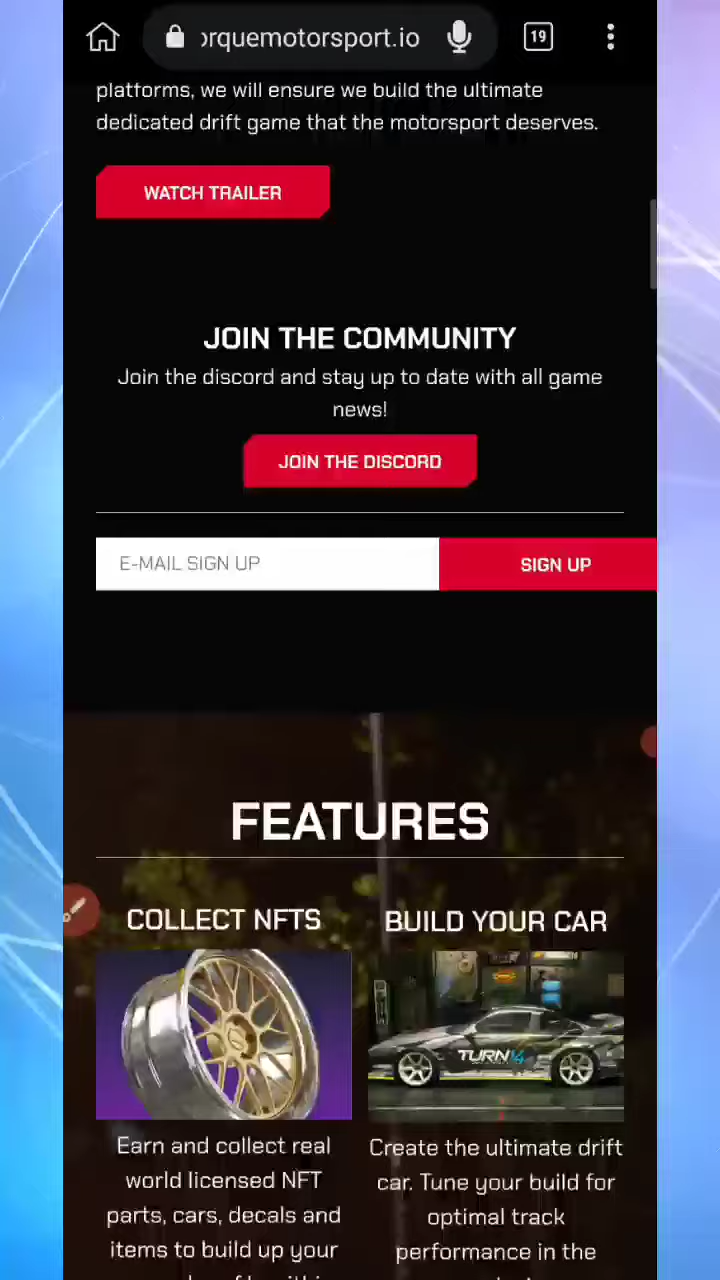 orquemotorsport.io
19
platforms, we will ensure we build the ultimate
dedicated drift game that the motorsport deserves.
WATCH TRAILER
JOIN THE COMMUNITY
Join the discord and stay up to date with all game
news!
JOIN THE DISCORD
E-MAIL SIGN UP
SIGN UP
FEATURES
COLLECT NFTS
BUILD YOUR CAR
TURN14
Earn and collect real
world licensed NFT
parts, cars, decals and
items to build up your
Create the ultimate drift
car. Tune your build for
optimal track
performance in the